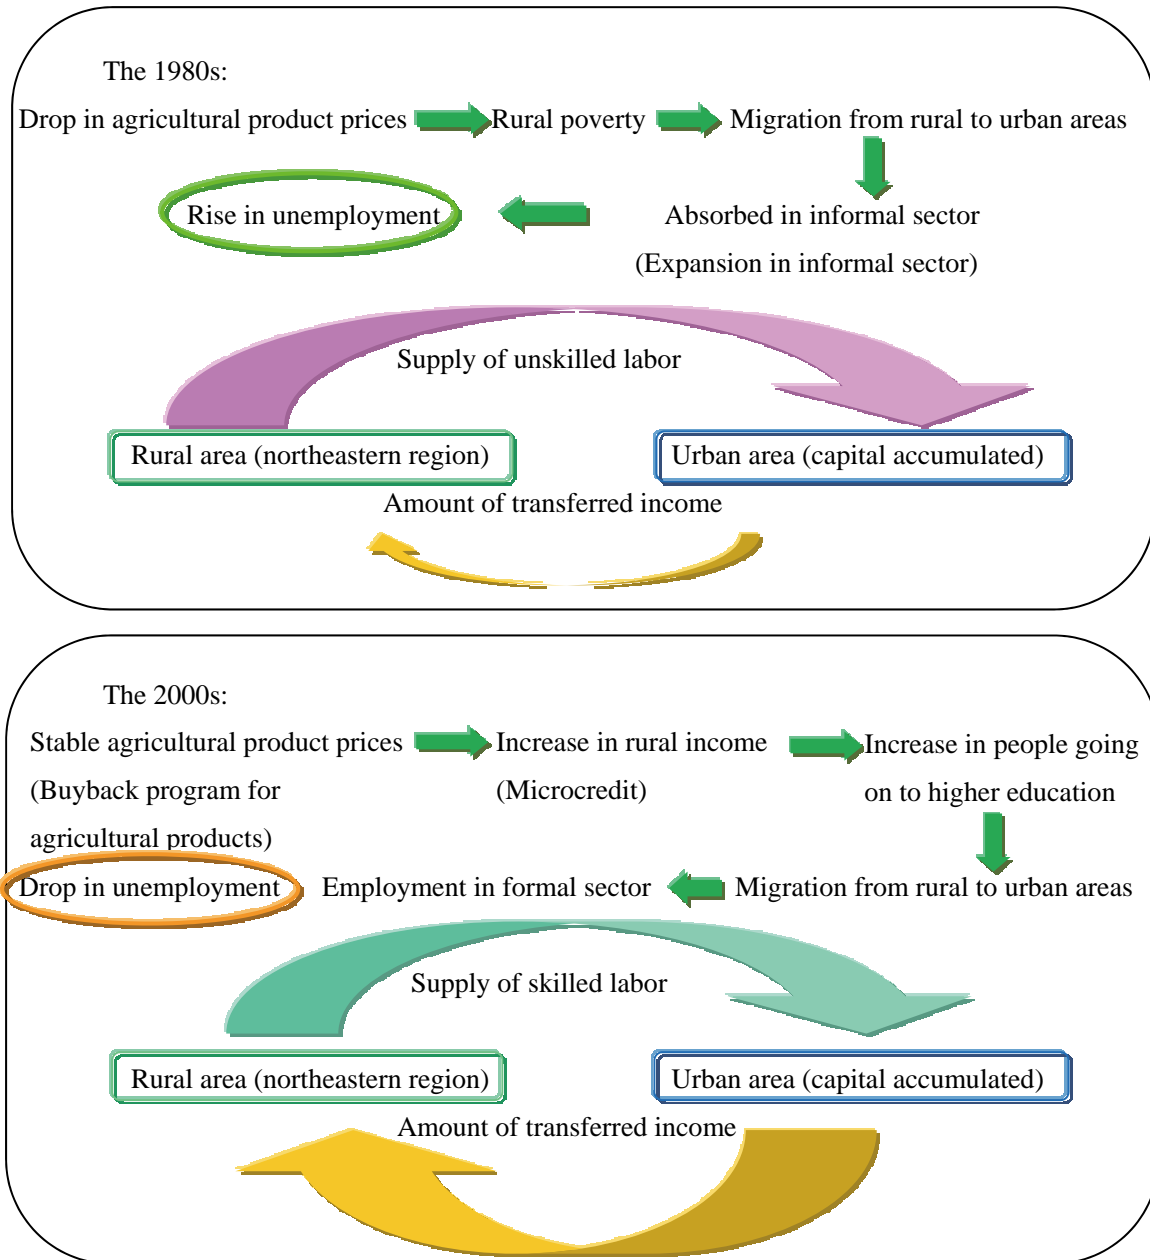 The 1980s:
Drop in agricultural product prices Rural poverty Migration from rural to urban areas
Rise in unemployment Absorbed in informal sector
(Expansion in informal sector)
Supply of unskilled labor
Rural area (northeastern region) Urban area (capital accumulated)
Amount of transferred income
The 2000s:
Stable agricultural product prices Increase in rural income Increase in people going
(Buyback program for (Microcredit) on to higher education
agricultural products)
Drop in unemployment Employment in formal sector Migration from rural to urban areas
Supply of skilled labor
Rural area (northeastern region) Urban area (capital accumulated)
Amount of transferred income